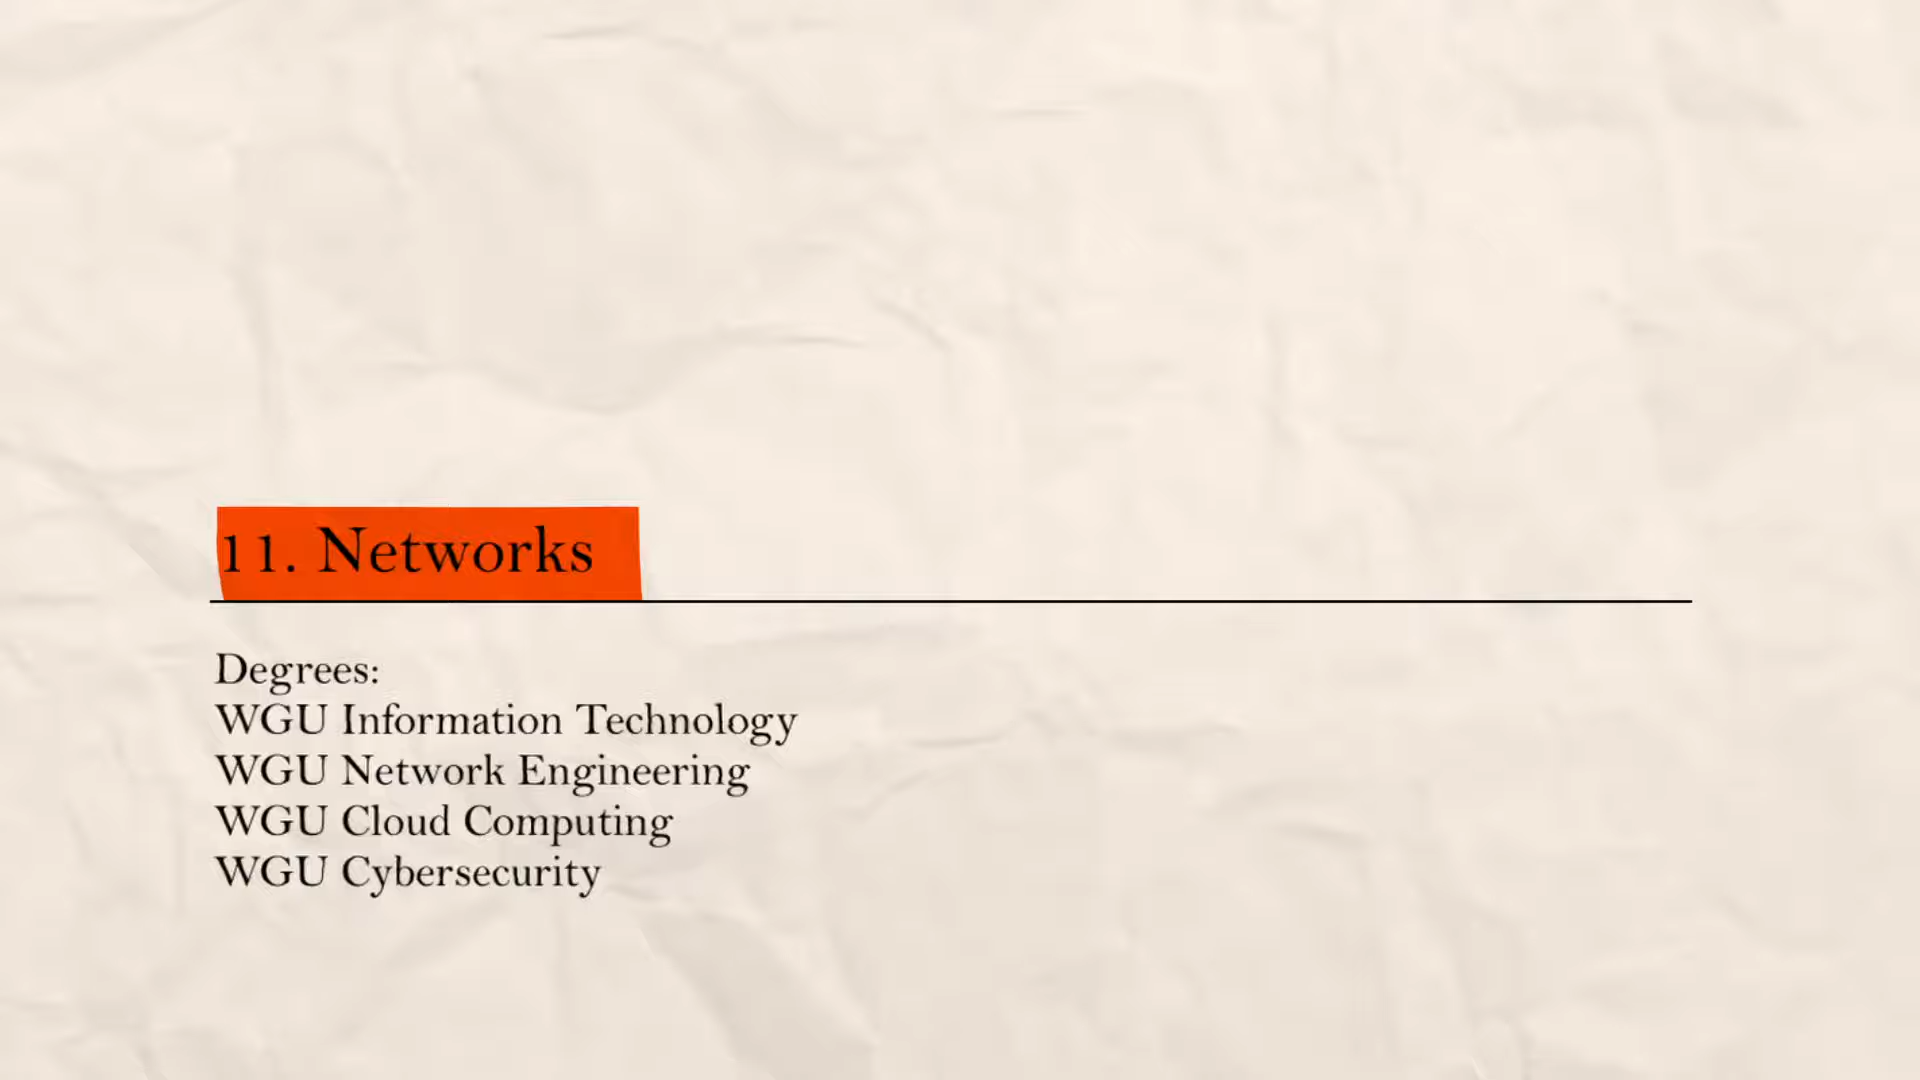 11. Networks
Degrees:
WGU Information Technology
WGU Network Engineering
WGU Cloud Computing
WGU Cybersecurity